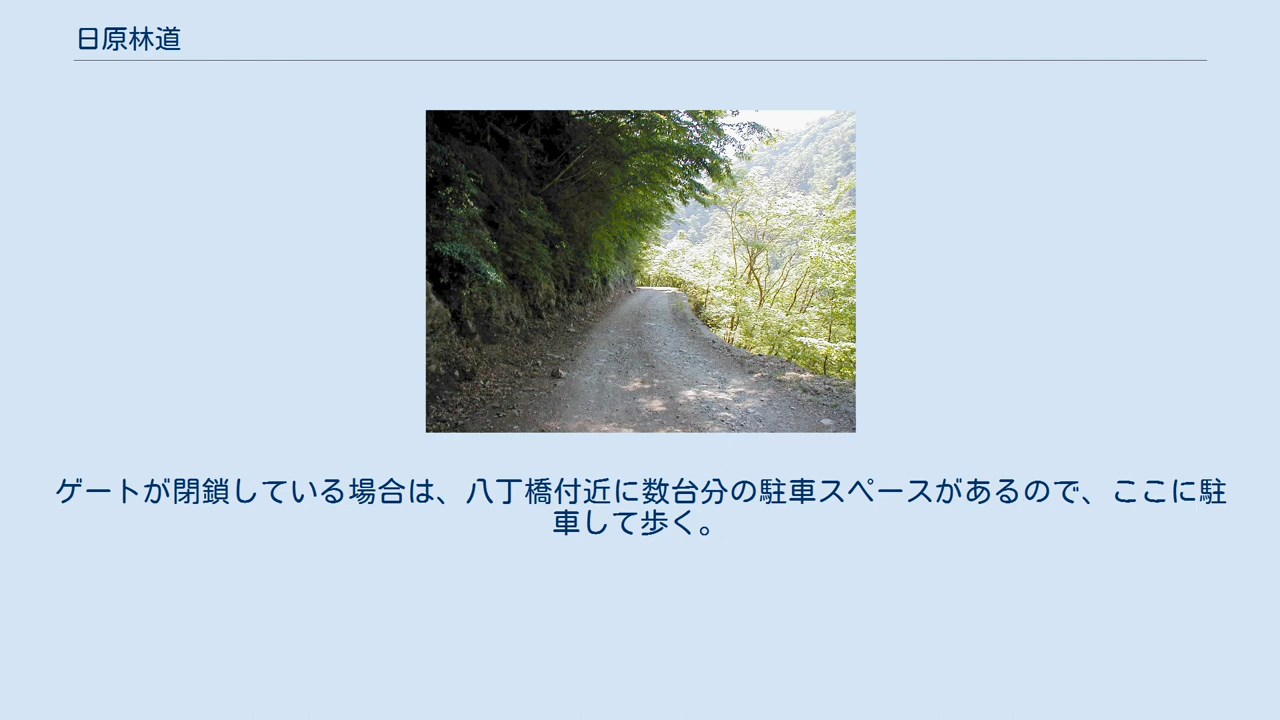 日原林道
ゲートが閉鎖している場合は、八丁橋付近に数台分の駐車スペースがあるので、ここに駐
車して歩く。